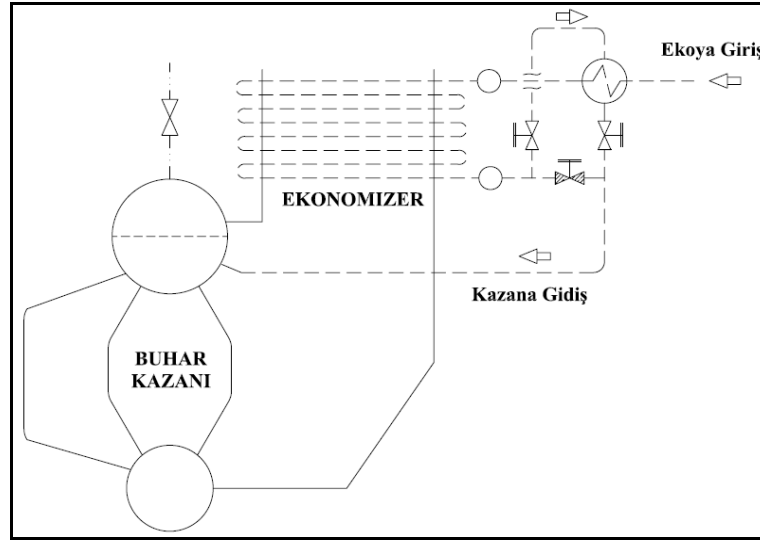 Ekoya Giriş
EKONOMIZER
Kazana Gidiş
BUHAR
KAZANI